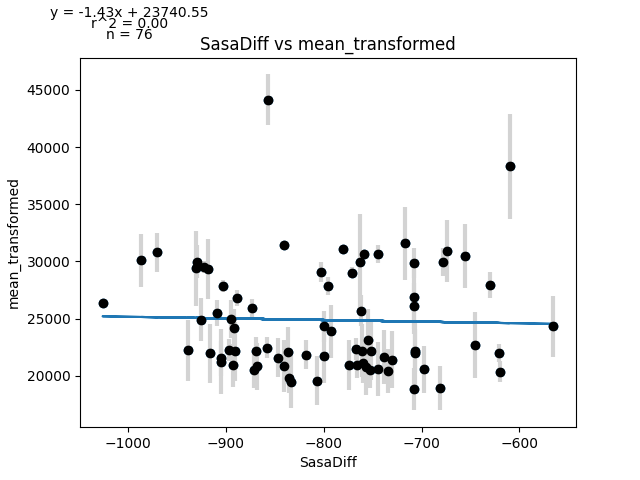 y = -1.43x + 23740.55
r^2 = 0.00
n = 76
SasaDiff vs mean_transformed
45000
40000
35000
30000
25000
20000
mean_transformed
−1000
−900
−800
−700
−600
SasaDiff